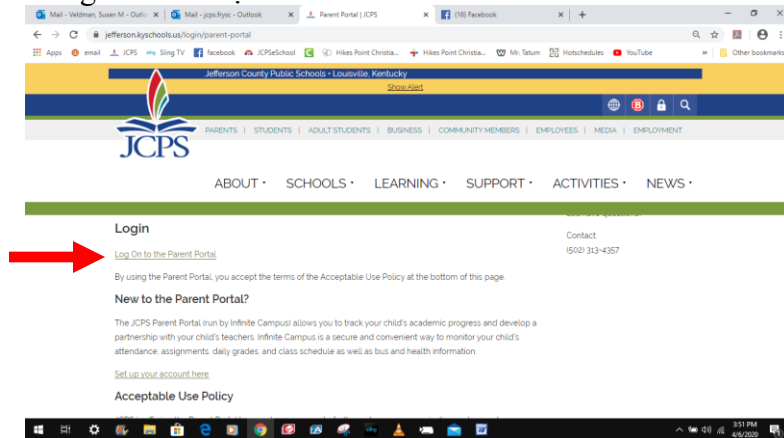 Mail - Veldman, Susan M - Outlo
Mail - jcps.frysc - Outlook
Parent Portal | JCPS
(16) Facebook
jefferson.kyschools.us/login/parent-portal
Apps email JCPS Sling TV facebook JCPSeSchool Hikes Point Christia... Hikes Point Christia... Mr. Tatum Hotschedules YouTube Other bookmarks
Jefferson County Public Schools • Louisville, Kentucky
Show Alert
JCPS
PARENTS | STUDENTS | ADULT STUDENTS | BUSINESS | COMMUNITY MEMBERS | EMPLOYEES | MEDIA | EMPLOYMENT
ABOUT · SCHOOLS · LEARNING · SUPPORT · ACTIVITIES · NEWS ·
Login
Log On to the Parent Portal
Contact:
(502) 313-4357
By using the Parent Portal, you accept the terms of the Acceptable Use Policy at the bottom of this page.
New to the Parent Portal?
The JCPS Parent Portal (run by Infinite Campus) allows you to track your child's academic progress and develop a
partnership with your child's teachers. Infinite Campus is a secure and convenient way to monitor your child's
attendance, assignments, daily grades, and class schedule as well as bus and health information.
Set up your account here.
Acceptable Use Policy
3:51 PM
4/6/2020